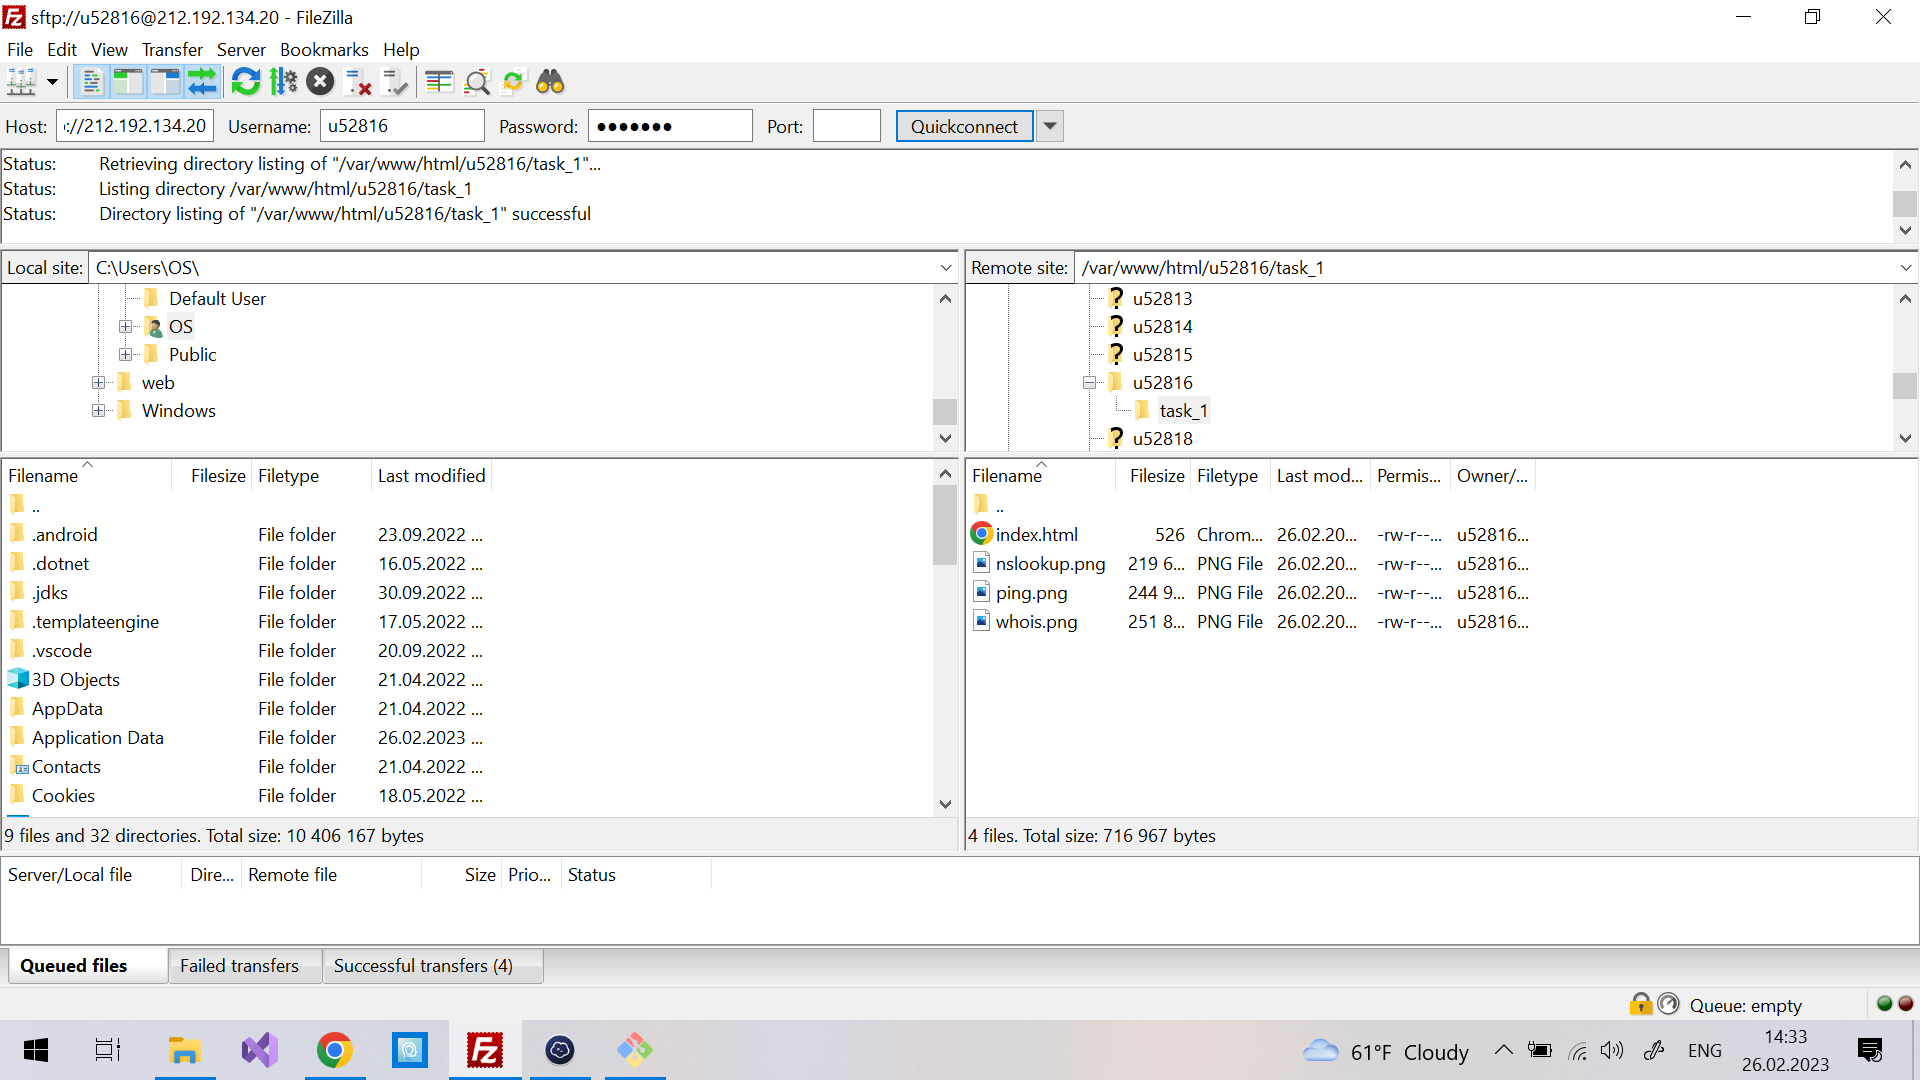 sftp://u52816@212.192.134.20 - FileZilla
File Edit View Transfer Server Bookmarks Help
Host: ://212.192.134.20 Username: u52816 Password: ●●●●●●● Port: Quickconnect
Status: Retrieving directory listing of "/var/www/html/u52816/task_1"...
Status: Listing directory /var/www/html/u52816/task_1
Status: Directory listing of "/var/www/html/u52816/task_1" successful
Local site: C:\Users\OS\
Default User
OS
Public
web
Windows
Filename Filesize Filetype Last modified
..
.android File folder 23.09.2022 ...
.dotnet File folder 16.05.2022 ...
.jdks File folder 30.09.2022 ...
.templateengine File folder 17.05.2022 ...
.vscode File folder 20.09.2022 ...
3D Objects File folder 21.04.2022 ...
AppData File folder 21.04.2022 ...
Application Data File folder 26.02.2023 ...
Contacts File folder 21.04.2022 ...
Cookies File folder 18.05.2022 ...
9 files and 32 directories. Total size: 10 406 167 bytes
Remote site: /var/www/html/u52816/task_1
? u52813
? u52814
? u52815
u52816
task_1
? u52818
Filename Filesize Filetype Last mod... Permis... Owner/...
..
index.html 526 Chrom... 26.02.20... -rw-r--... u52816...
nslookup.png 219 6... PNG File 26.02.20... -rw-r--... u52816...
ping.png 244 9... PNG File 26.02.20... -rw-r--... u52816...
whois.png 251 8... PNG File 26.02.20... -rw-r--... u52816...
4 files. Total size: 716 967 bytes
Server/Local file Dire... Remote file Size Prio... Status
Queued files Failed transfers Successful transfers (4)
Queue: empty
61°F Cloudy ENG 14:33
26.02.2023